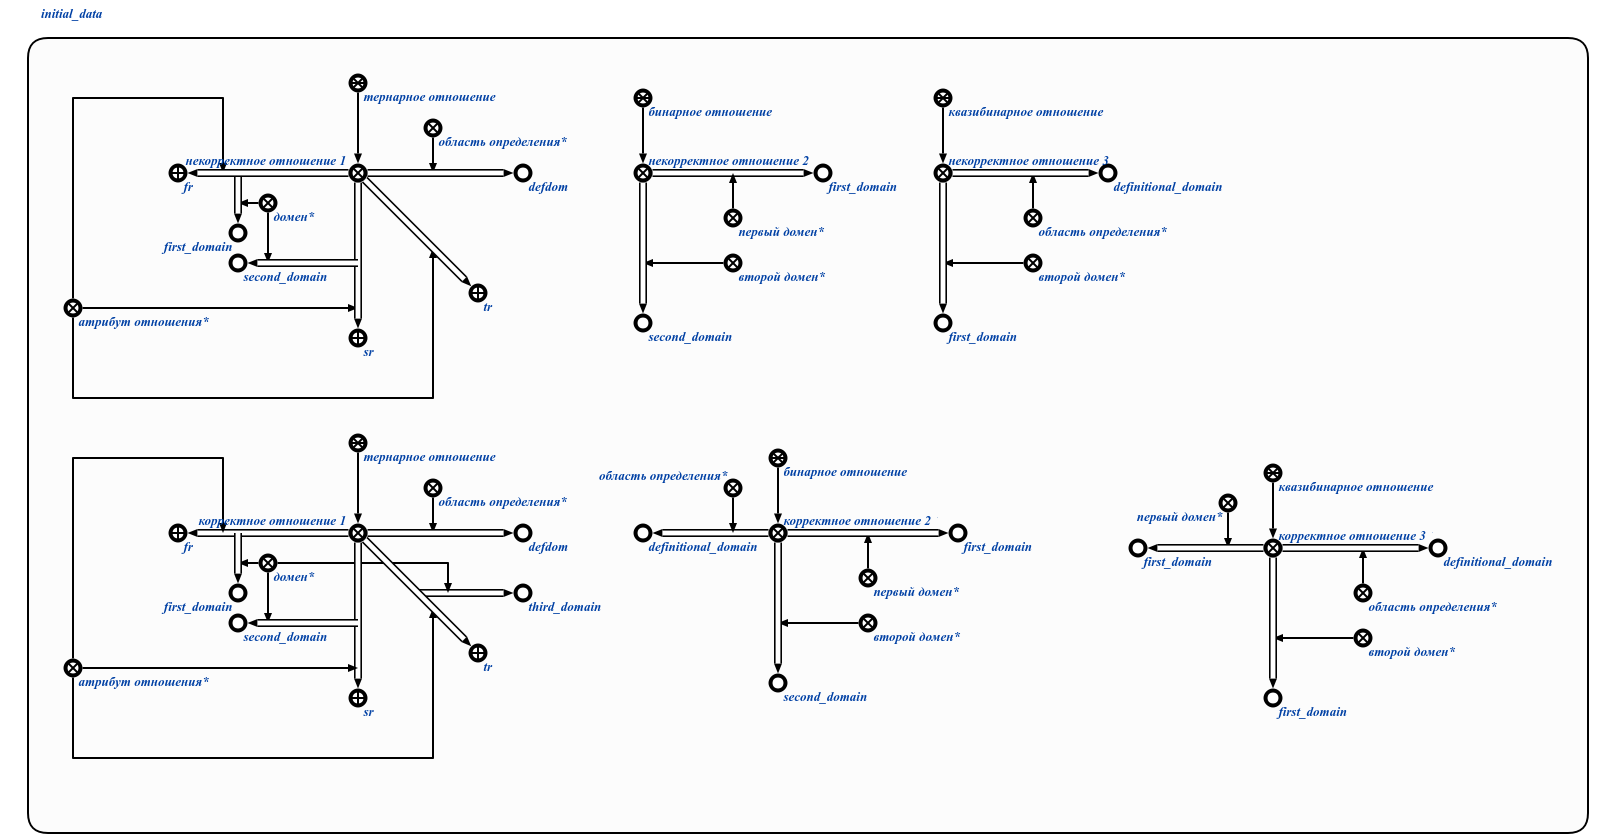 initial_data
тернарное отношение
бинарное отношение
квазибинарное отношение
область определения*
некорректное отношение 1
некорректное отношение 2
некорректное отношение 3
fr
defdom
first_domain
definitional_domain
домен*
первый домен*
область определения*
first_domain
second_domain
второй домен*
второй домен*
tr
атрибут отношения*
second_domain
first_domain
sr
тернарное отношение
область определения*
бинарное отношение
квазибинарное отношение
область определения*
первый домен*
корректное отношение 1
корректное отношение 2
корректное отношение 3
fr
defdom
definitional_domain
first_domain
first_domain
definitional_domain
домен*
первый домен*
first_domain
third_domain
область определения*
second_domain
второй домен*
второй домен*
tr
атрибут отношения*
second_domain
sr
first_domain